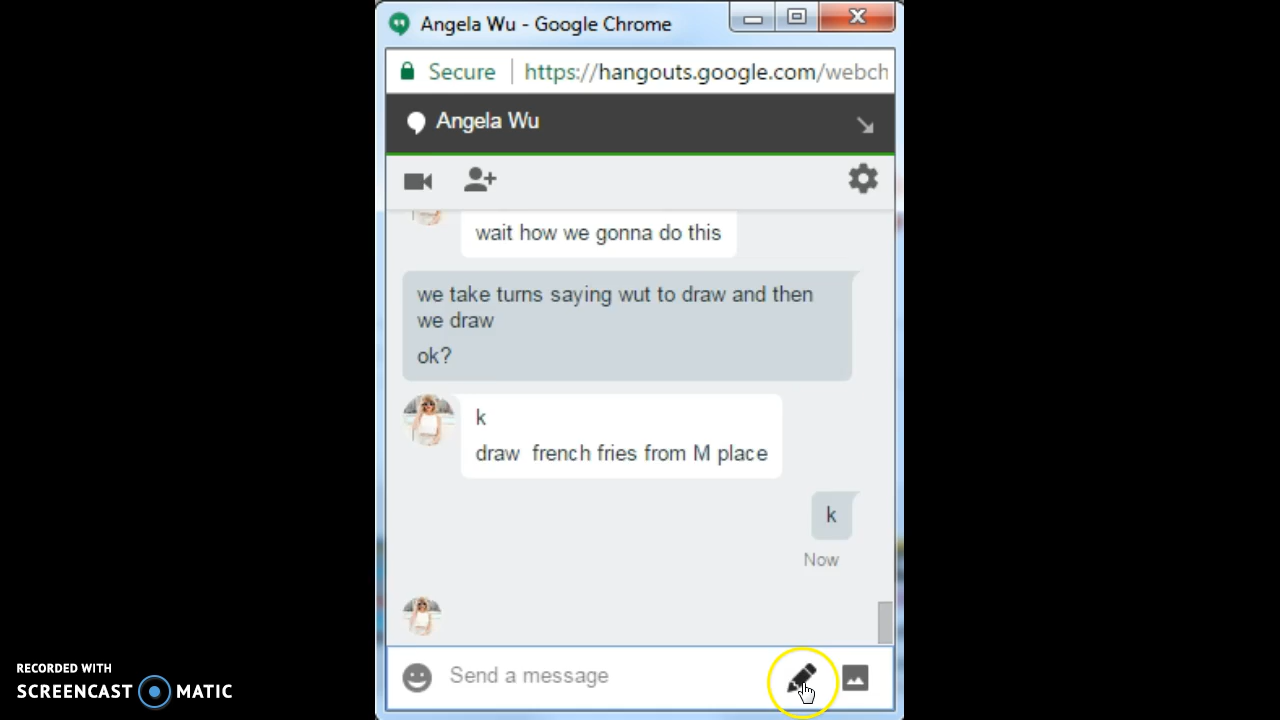 Angela Wu - Google Chrome
Secure
https://hangouts.google.com/webch
Angela Wu
wait how we gonna do this
we take turns saying wut to draw and then
we draw
ok?
k
draw  french fries from M place
k
Now
Send a message
RECORDED WITH
SCREENCAST MATIC